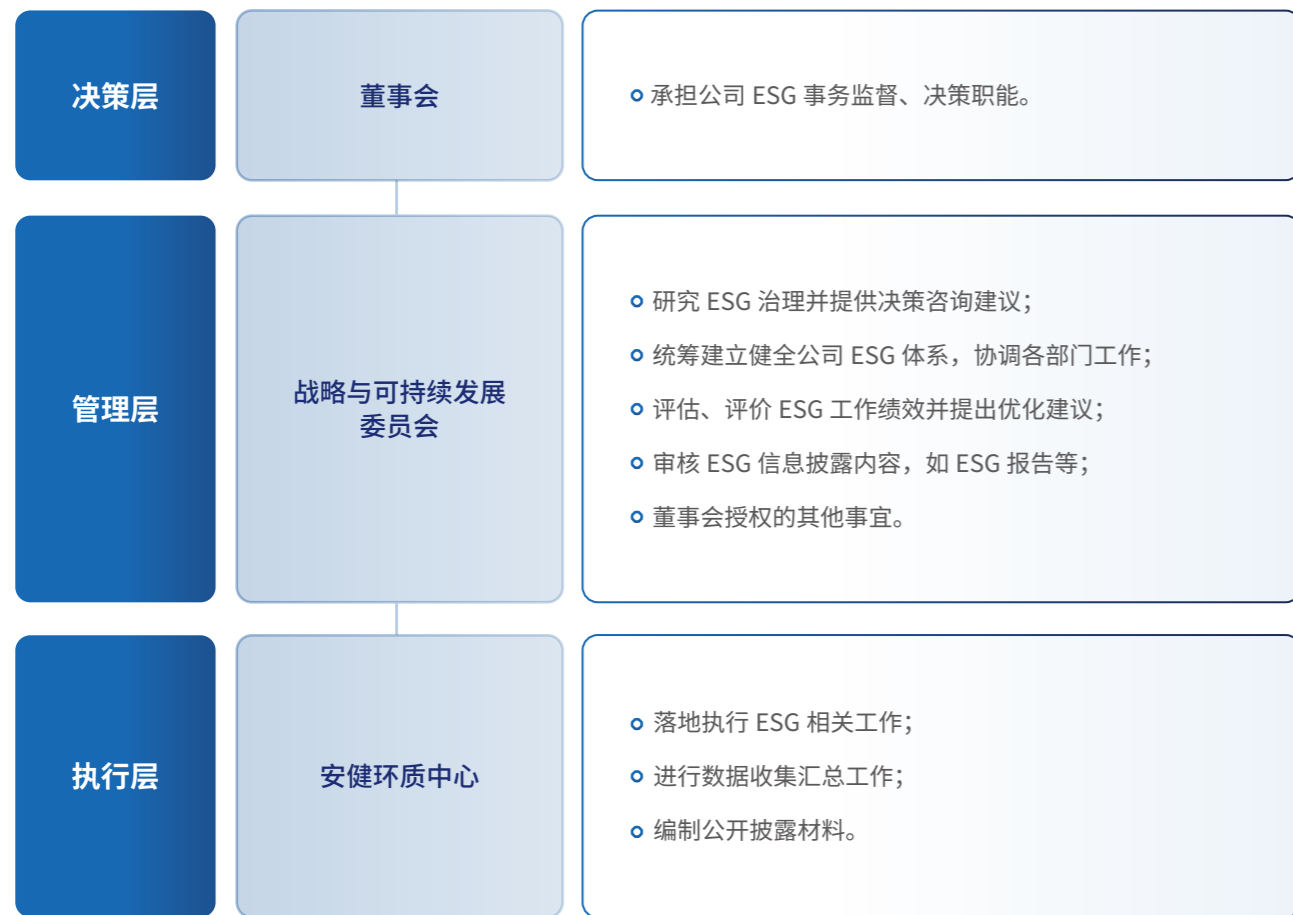 决策层
董事会
承担公司 ESG 事务监督、决策职能。
管理层
战略与可持续发展
委员会
研究 ESG 治理并提供决策咨询建议；
统筹建立健全公司 ESG 体系，协调各部门工作；
评估、评价 ESG 工作绩效并提出优化建议；
审核 ESG 信息披露内容，如 ESG 报告等；
董事会授权的其他事宜。
执行层
安健环质中心
落地执行 ESG 相关工作；
进行数据收集汇总工作；
编制公开披露材料。